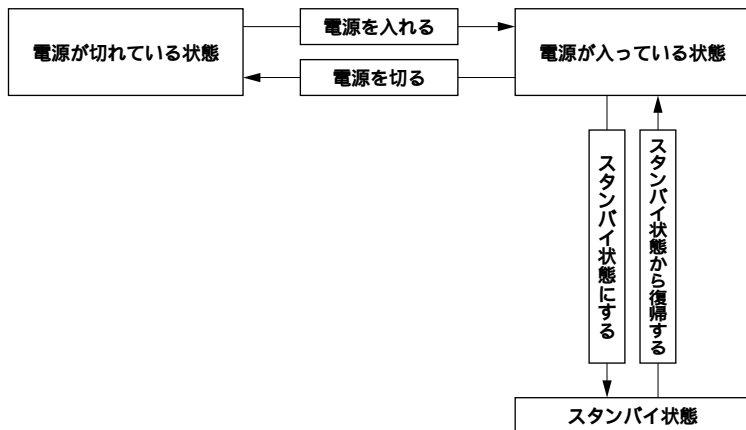 電源が切れている状態
電源を入れる
電源が入っている状態
電源を切る
スタンバイ状態にする
スタンバイ状態から復帰する
スタンバイ状態